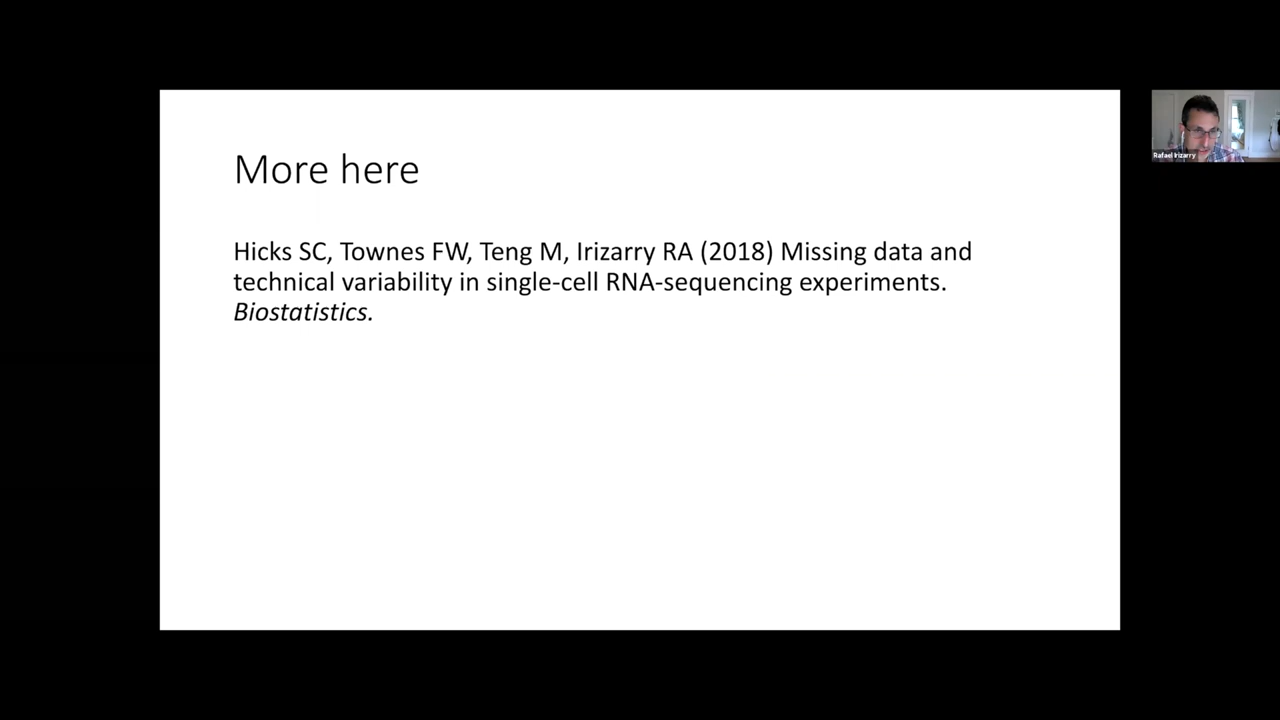 More here
Hicks SC, Townes FW, Teng M, Irizarry RA (2018) Missing data and
technical variability in single-cell RNA-sequencing experiments.
Biostatistics.
Rafael Irizarry